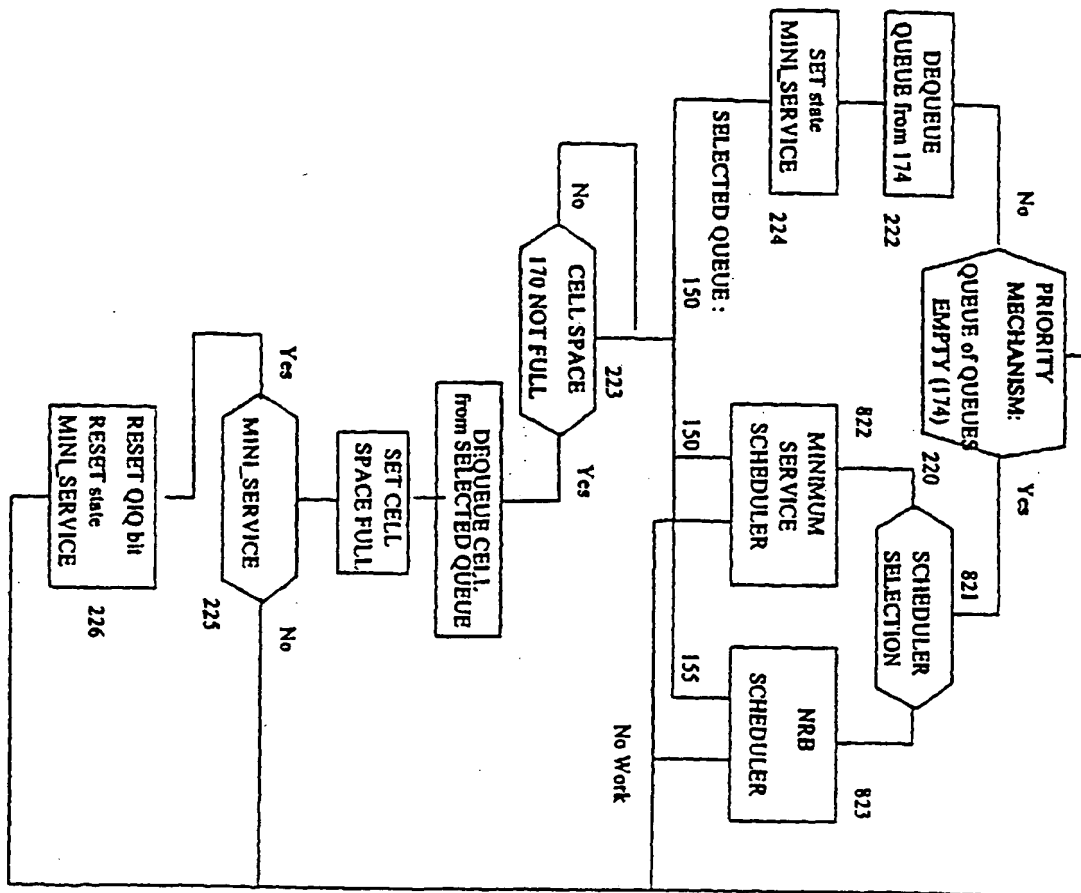 PRIORITY
MECHANISM:
QUEUE of QUEUES
EMPTY (174)
220
No
Yes
DEQUEUE
QUEUE from 174
222
SET state
MINI_SERVICE
224
821
SCHEDULER
SELECTION
822
MINIMUM
SERVICE
SCHEDULER
NRB
SCHEDULER
823
SELECTED QUEUE :
150
150
155
No Work
223
CELL SPACE
170 NOT FULL
No
Yes
DEQUEUE CELL
from SELECTED QUEUE
SET CELL
SPACE FULL
MINI_SERVICE
225
Yes
No
RESET QIQ bit
RESET state
MINI_SERVICE
226